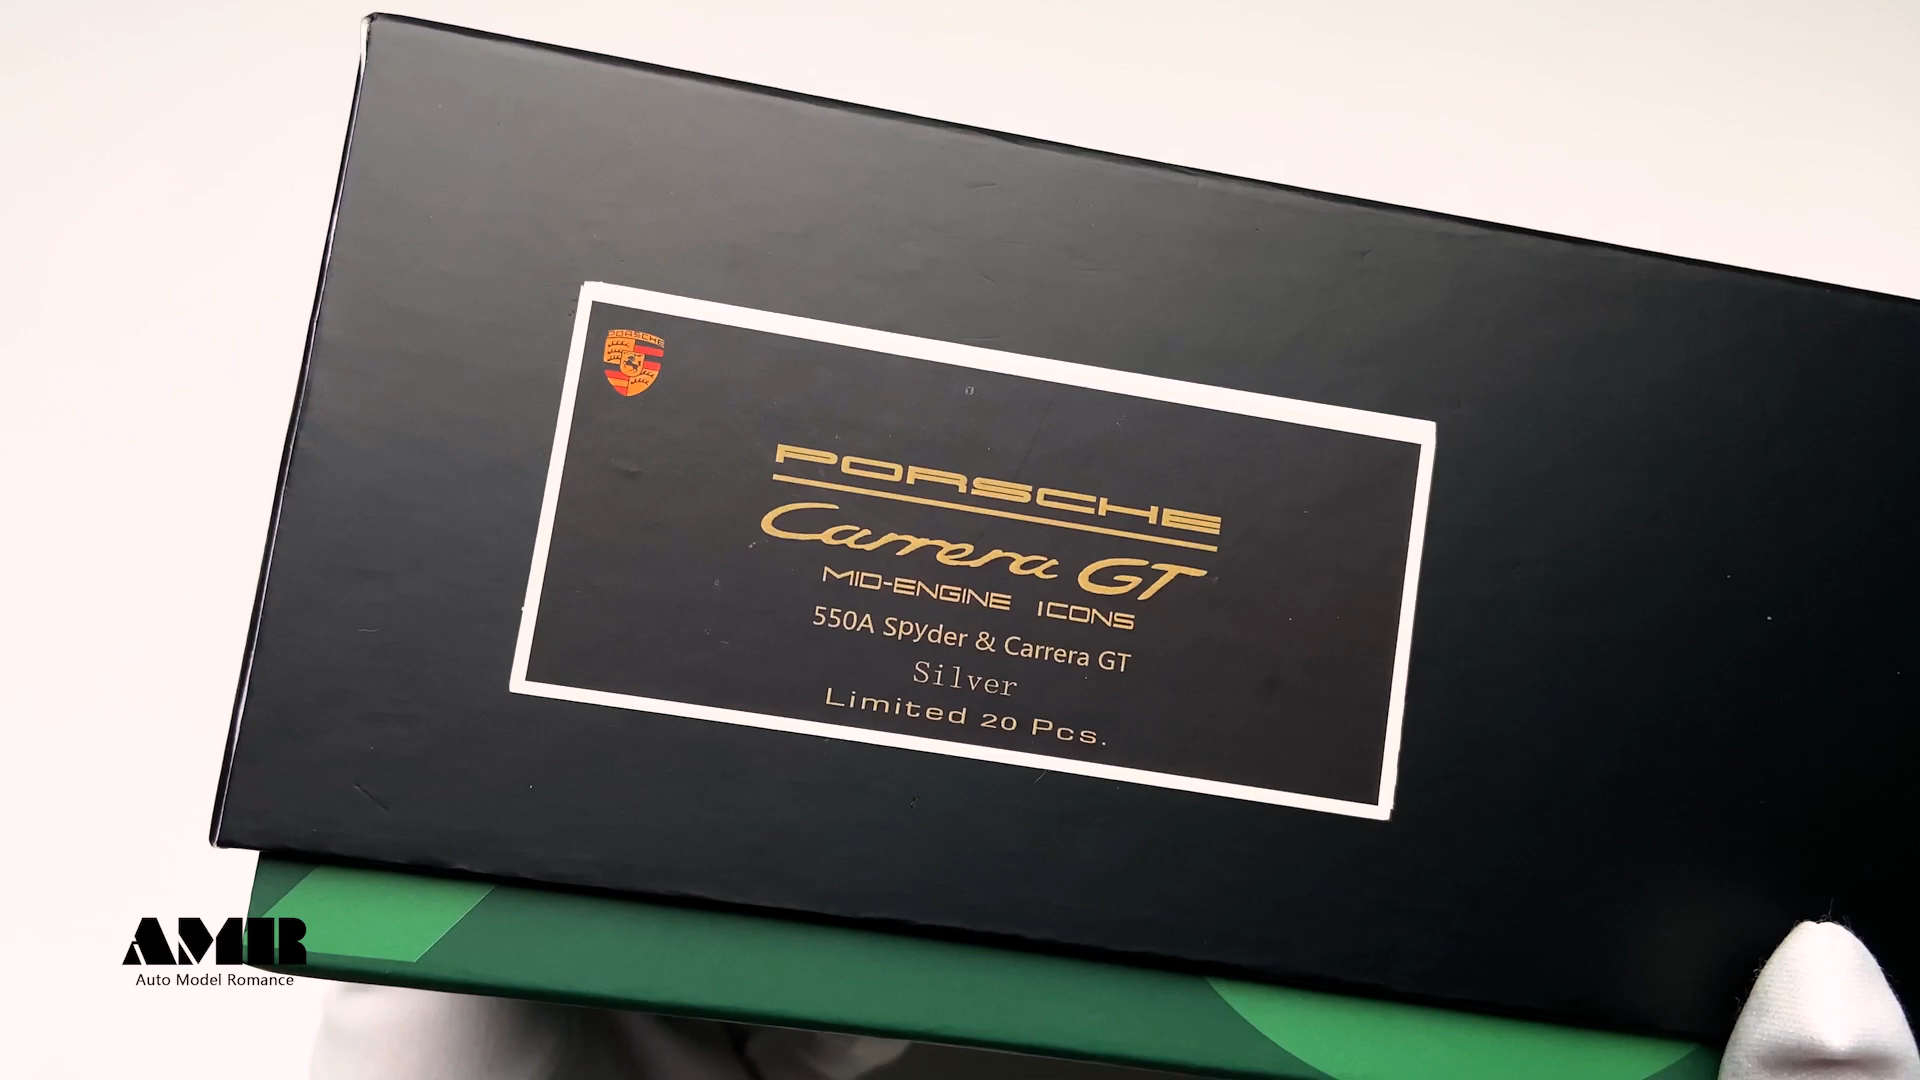 PORSCHE
PORSCHE
Carrera GT
MID-ENGINE ICONS
550A Spyder & Carrera GT
Silver
Limited 20 Pcs.
AMR
Auto Model Romance